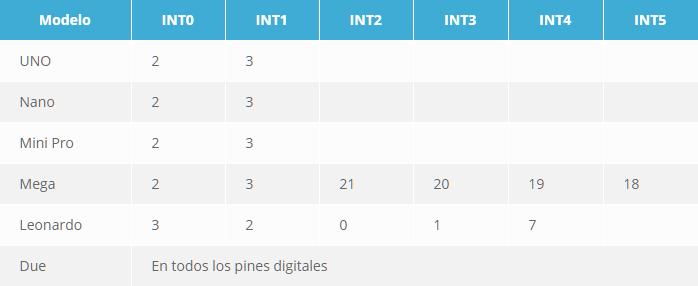 Modelo INT0 INT1 INT2 INT3 INT4 INT5
UNO 2 3
Nano 2 3
Mini Pro 2 3
Mega 2 3 21 20 19 18
Leonardo 3 2 0 1 7
Due En todos los pines digitales